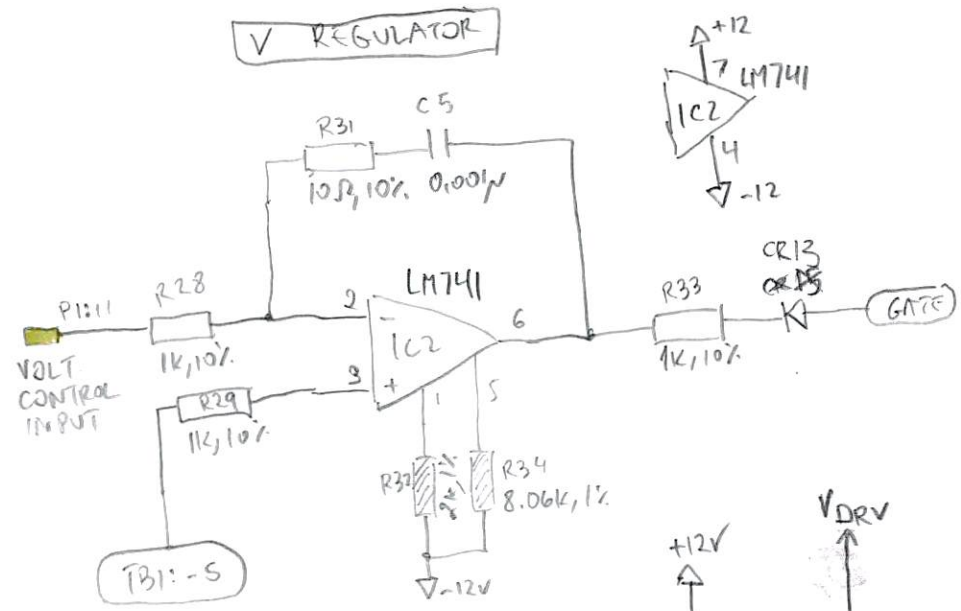 V REGULATOR
+12
7 LM741
IC2
4
-12
C5
R31
10Ω, 10% 0.001µ
P1:11
R28
2
LM741
6
R33
CR13
GATE
VOLT
CONTROL
INPUT
1K, 10%
-
IC2
1K, 10%
R29
3
+
1K, 10%
1
5
R32
R34
8.06K, 1%
TB1: -S
-12V
+12V
VDRV